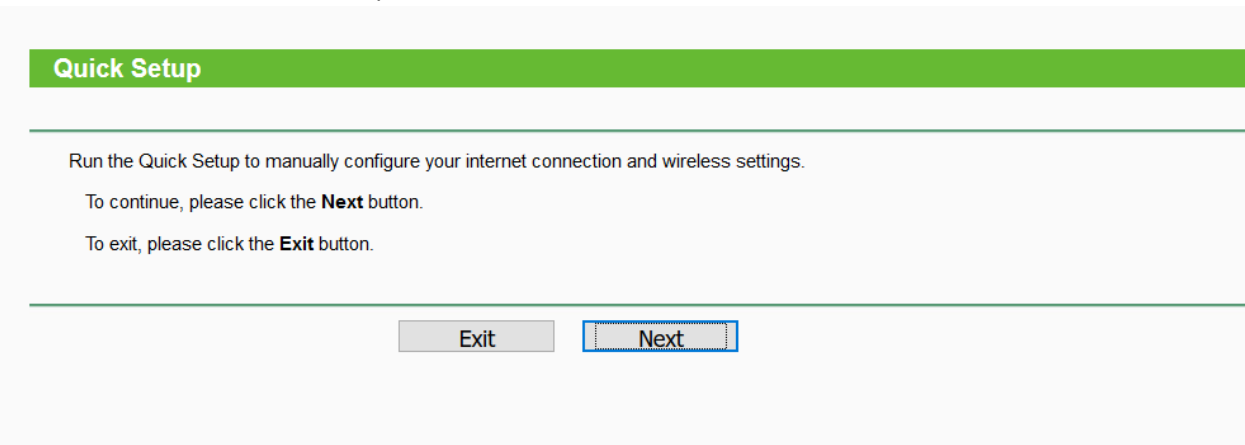 Quick Setup
Run the Quick Setup to manually configure your internet connection and wireless settings.
To continue, please click the Next button.
To exit, please click the Exit button.
Exit
Next